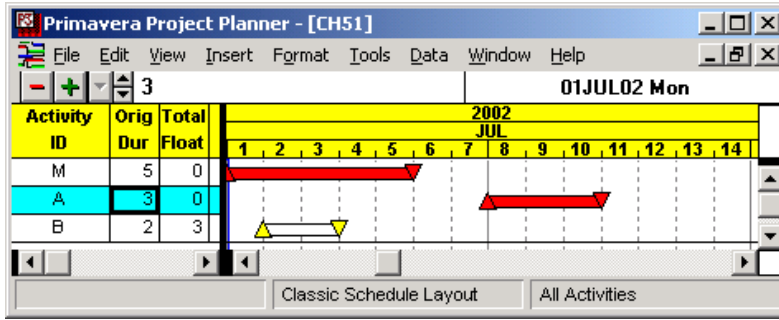 Primavera Project Planner - [CH51]
File Edit View Insert Format Tools Data Window Help
3 01JUL02 Mon
Activity ID Orig Dur Total Float 2002
JUL
1 2 3 4 5 6 7 8 9 10 11 12 13 14
M 5 0
A 3 0
B 2 3
Classic Schedule Layout All Activities